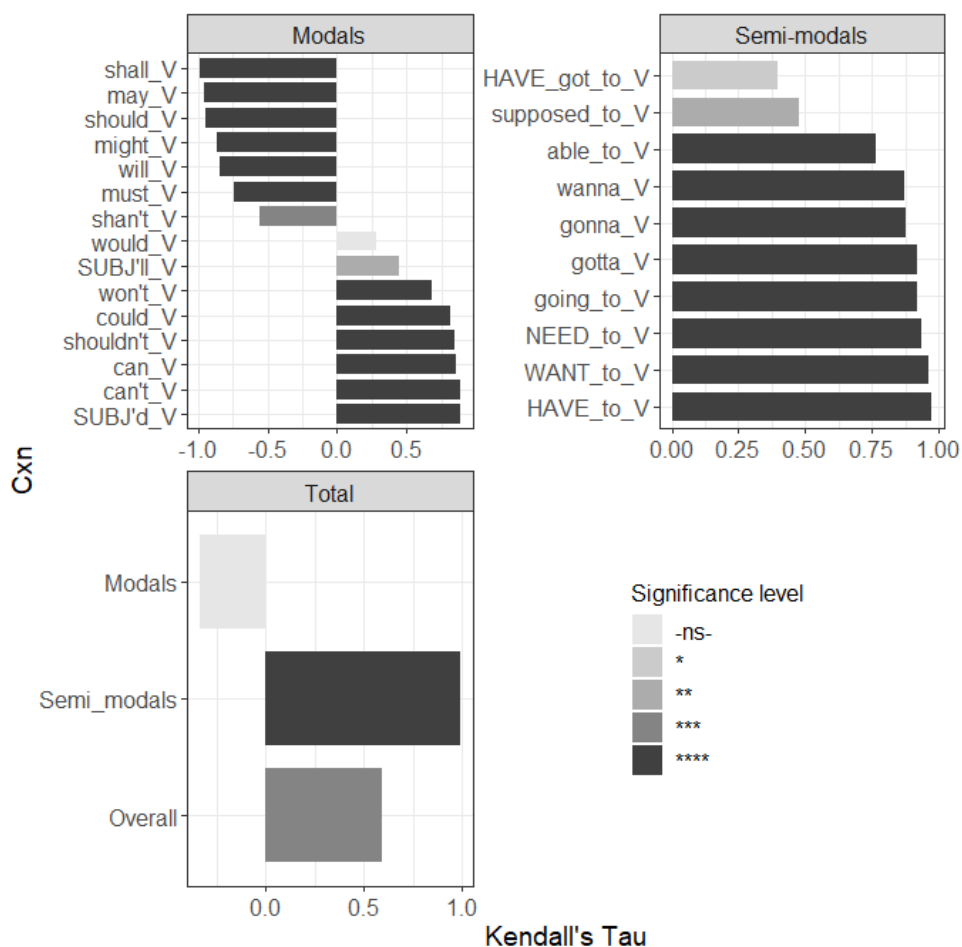 Modals
shall_V
may_V
should_V
might_V
will_V
must_V
shan't_V
would_V
SUBJ'll_V
won't_V
could_V
shouldn't_V
can_V
can't_V
SUBJ'd_V
-1.0 -0.5 0.0 0.5
Semi-modals
HAVE_got_to_V
supposed_to_V
able_to_V
wanna_V
gonna_V
gotta_V
going_to_V
NEED_to_V
WANT_to_V
HAVE_to_V
0.00 0.25 0.50 0.75 1.00
Cxn
Total
Modals
Semi_modals
Overall
0.0 0.5 1.0
Significance level
-ns-
*
**
***
****
Kendall's Tau